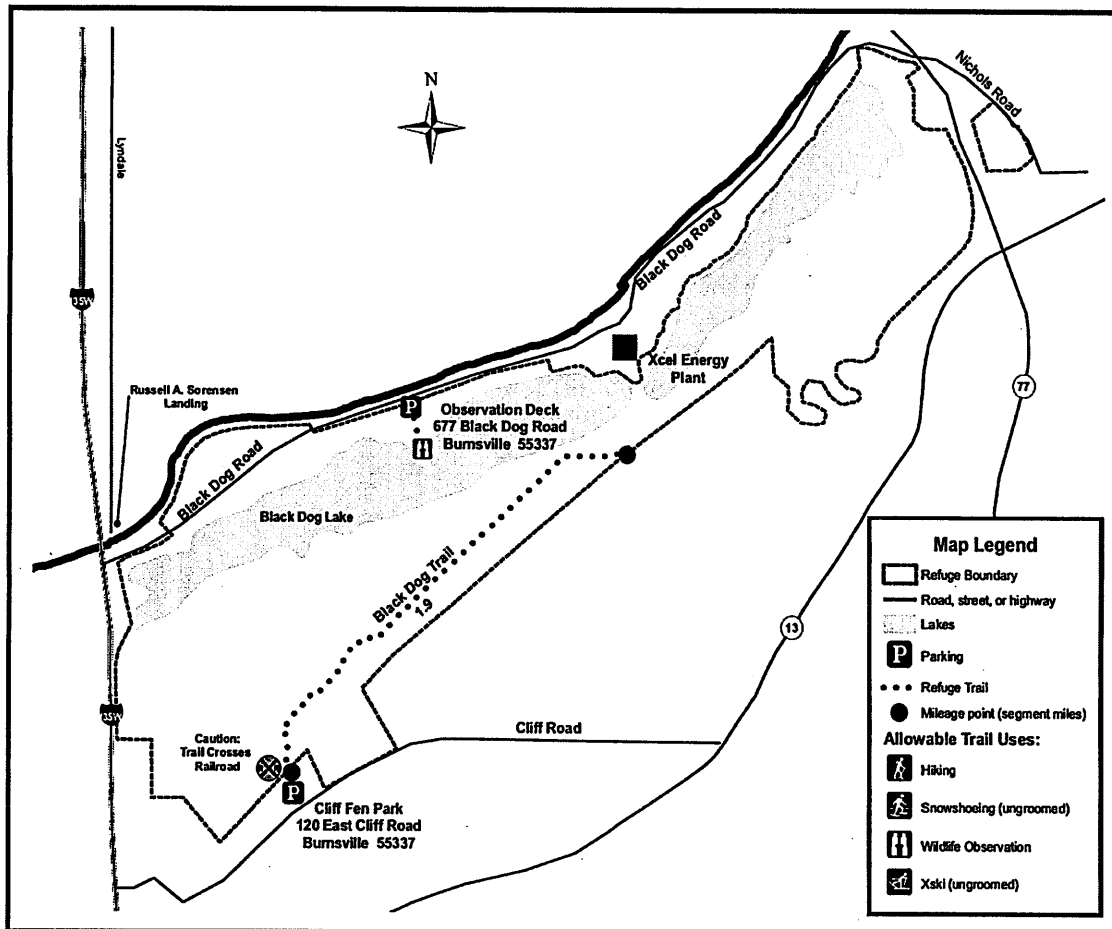 N
Nichols Road
Lyndale
35W
Black Dog Road
Xcel Energy
Plant
Russell A. Sorensen
Landing
P
Observation Deck
677 Black Dog Road
Burnsville 55337
77
Black Dog Road
Black Dog Lake
Black Dog Trail
1.9
13
35W
Caution:
Trail Crosses
Railroad
Cliff Road
P
Cliff Fen Park
120 East Cliff Road
Burnsville 55337
Map Legend
Refuge Boundary
Road, street, or highway
Lakes
P
Parking
Refuge Trail
Mileage point (segment miles)
Allowable Trail Uses:
Hiking
Snowshoeing (ungroomed)
Wildlife Observation
Xski (ungroomed)